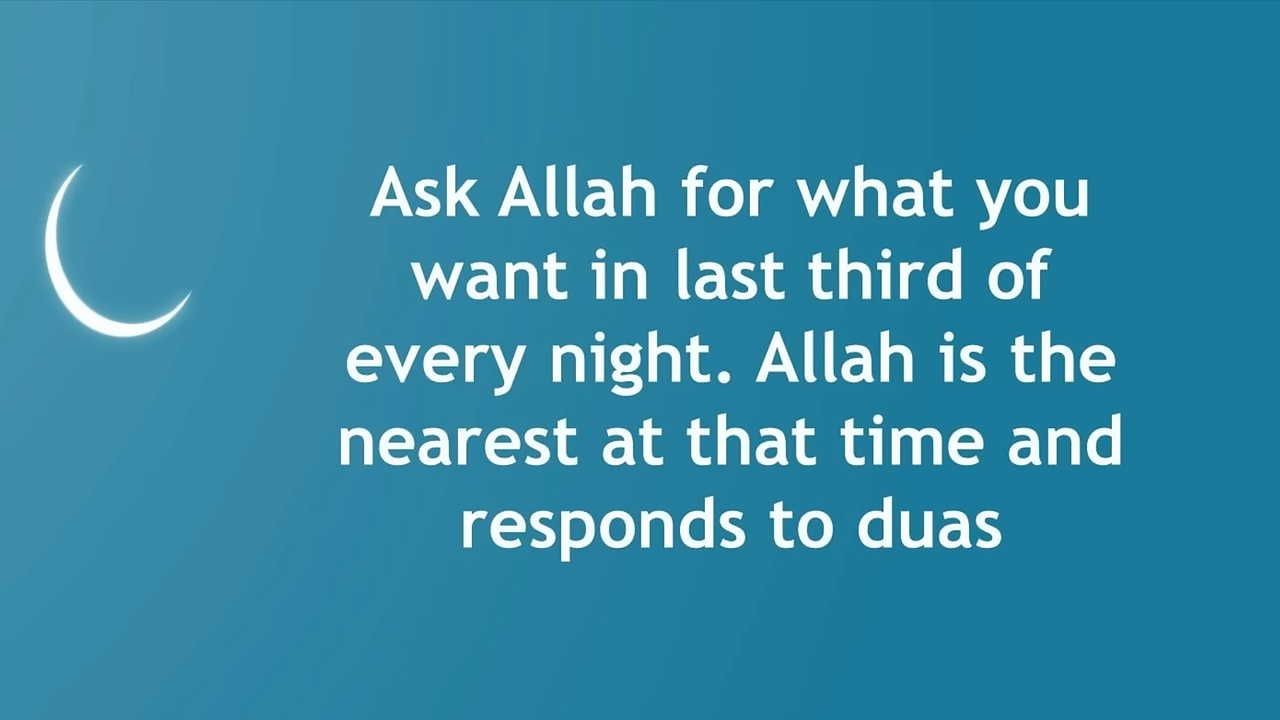 Ask Allah for what you
want in last third of
every night. Allah is the
nearest at that time and
responds to duas